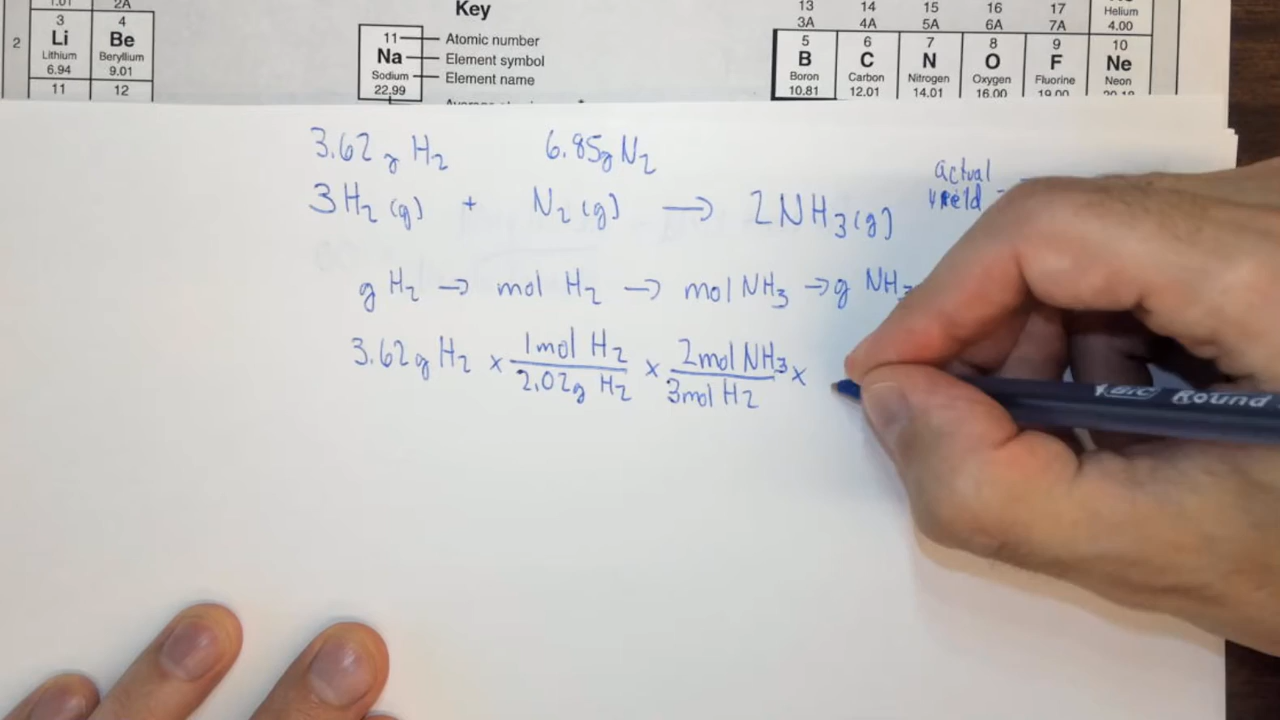 1.01 2A
3 4
Li Be
Lithium Beryllium
6.94 9.01
11 12
2
Key
11 Atomic number
Na Element symbol
Sodium Element name
22.99
13 14 15 16 17 Helium
3A 4A 5A 6A 7A 4.00
5 6 7 8 9 10
B C N O F Ne
Boron Carbon Nitrogen Oxygen Fluorine Neon
10.81 12.01 14.01 16.00 19.00 20.18
3.62g H₂ 6.85g N₂
3H₂(g) + N₂(g) → 2NH₃(g)
actual
yield
g H₂ → mol H₂ → mol NH₃ → g NH₃
3.62g H₂ × 1mol H₂ / 2.02g H₂ × 2mol NH₃ / 3mol H₂ ×
BIC ROUND